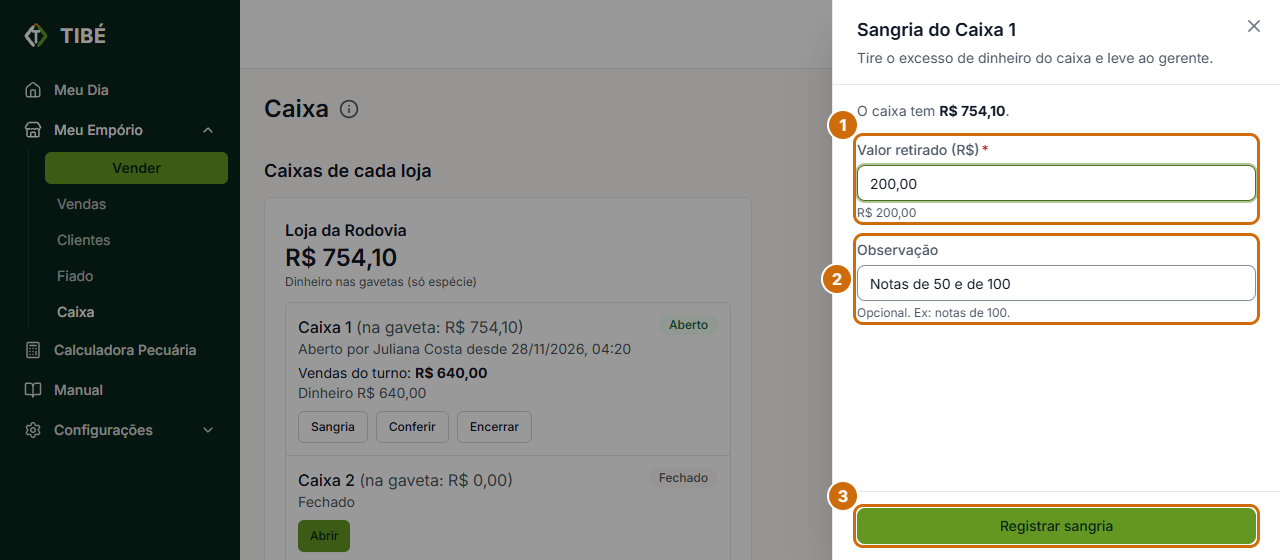 TIBÉ
Meu Dia
Meu Empório
Vender
Vendas
Clientes
Fiado
Caixa
Calculadora Pecuária
Manual
Configurações
Caixa
Caixas de cada loja
Loja da Rodovia
R$ 754,10
Dinheiro nas gavetas (só espécie)
Caixa 1 (na gaveta: R$ 754,10)
Aberto
Aberto por Juliana Costa desde 28/11/2026, 04:20
Vendas do turno: R$ 640,00
Dinheiro R$ 640,00
Sangria
Conferir
Encerrar
Caixa 2 (na gaveta: R$ 0,00)
Fechado
Fechado
Abrir
Sangria do Caixa 1
Tire o excesso de dinheiro do caixa e leve ao gerente.
O caixa tem R$ 754,10.
1
Valor retirado (R$) *
200,00
R$ 200,00
2
Observação
Notas de 50 e de 100
Opcional. Ex: notas de 100.
3
Registrar sangria